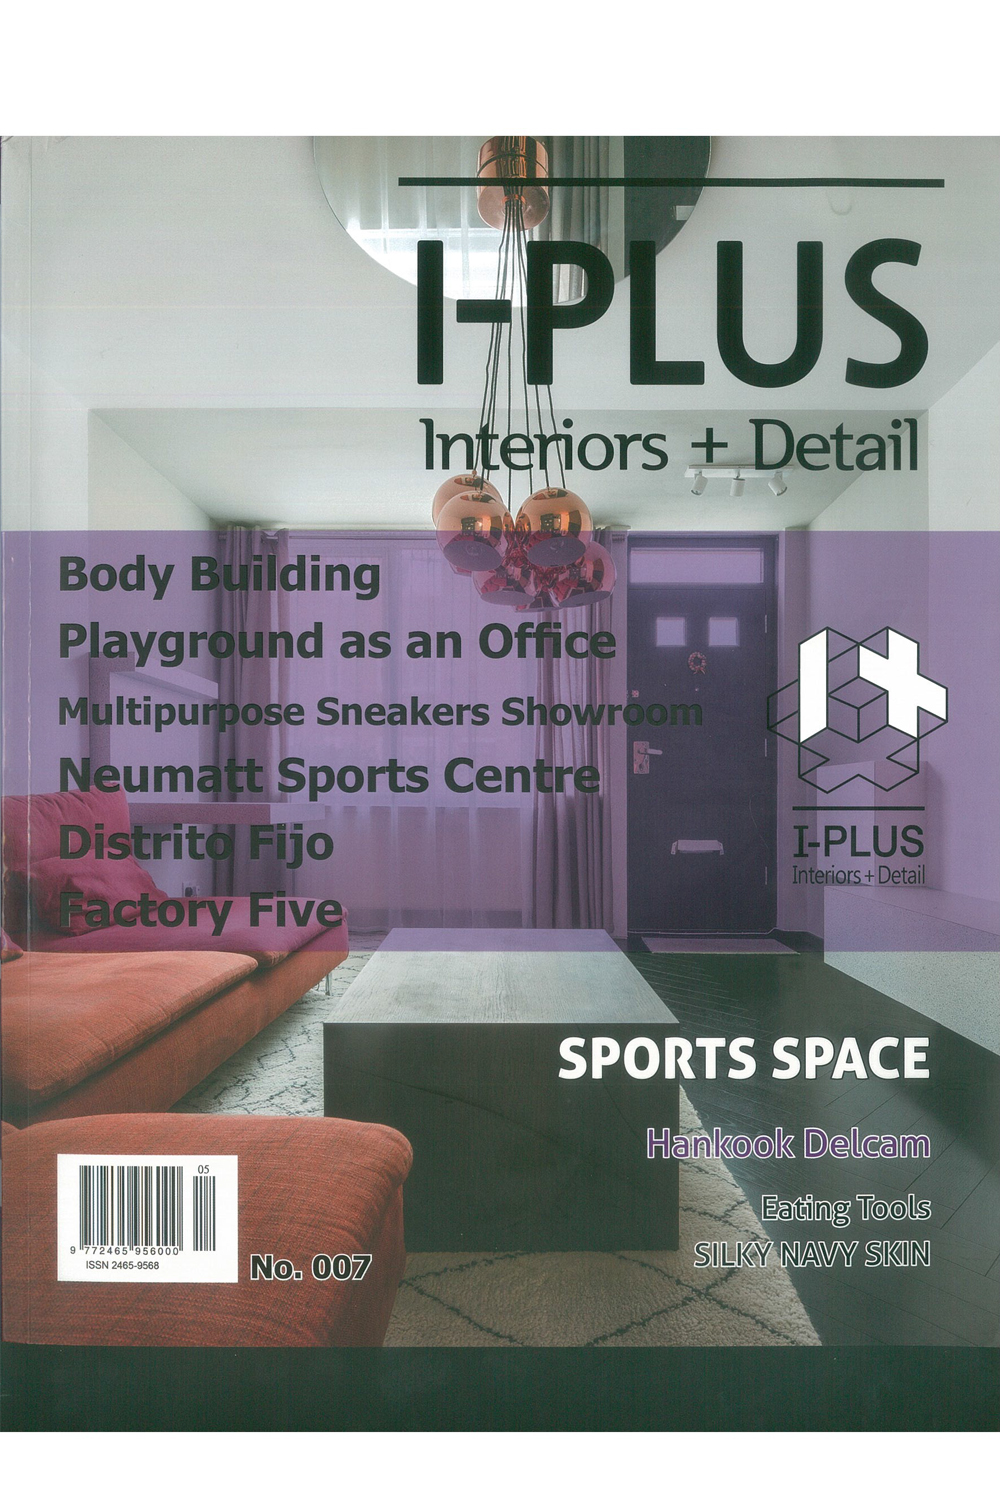 I-PLUS
Interiors + Detail
Body Building
Playground as an Office
Multipurpose Sneakers Showroom
Neumatt Sports Centre
Distrito Fijo
Factory Five
I+
I-PLUS
Interiors + Detail
SPORTS SPACE
Hankook Delcam
Eating Tools
SILKY NAVY SKIN
05
9 772465 956000
ISSN 2465-9568
No. 007